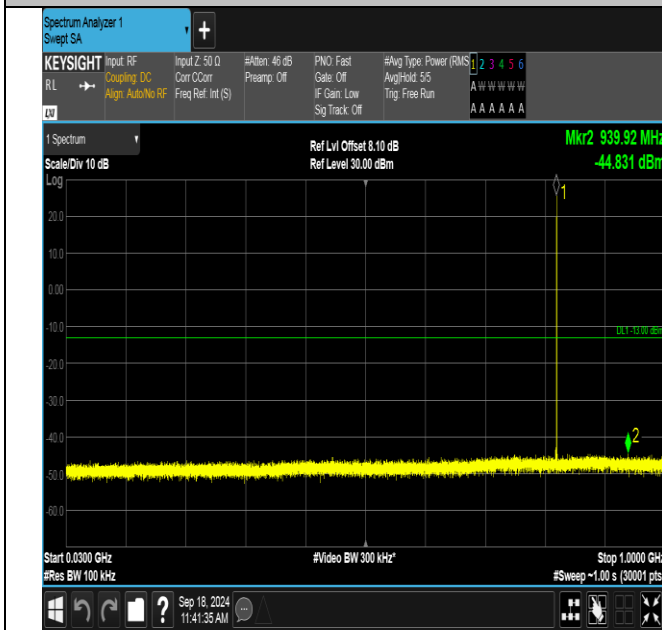 Spectrum Analyzer 1
Swept SA
+
KEYSIGHT
RL
LXI
Input: RF
Coupling: DC
Align: Auto/No RF
Input Z: 50 Ω
Corr CCorr
Freq Ref: Int (S)
#Atten: 46 dB
Preamp: Off
PNO: Fast
Gate: Off
IF Gain: Low
Sig Track: Off
#Avg Type: Power (RMS
Avg|Hold: 5/5
Trig: Free Run
1 2 3 4 5 6
A W W W W W
A A A A A A
1 Spectrum
Scale/Div 10 dB
Log
Ref Lvl Offset 8.10 dB
Ref Level 30.00 dBm
Mkr2 939.92 MHz
-44.831 dBm
1
20.0
10.0
0.00
-10.0
DL1 -13.00 dBm
-20.0
-30.0
-40.0
2
-50.0
-60.0
Start 0.0300 GHz
#Video BW 300 kHz*
Stop 1.0000 GHz
#Res BW 100 kHz
#Sweep ~1.00 s (30001 pts
?
Sep 18, 2024
11:41:35 AM